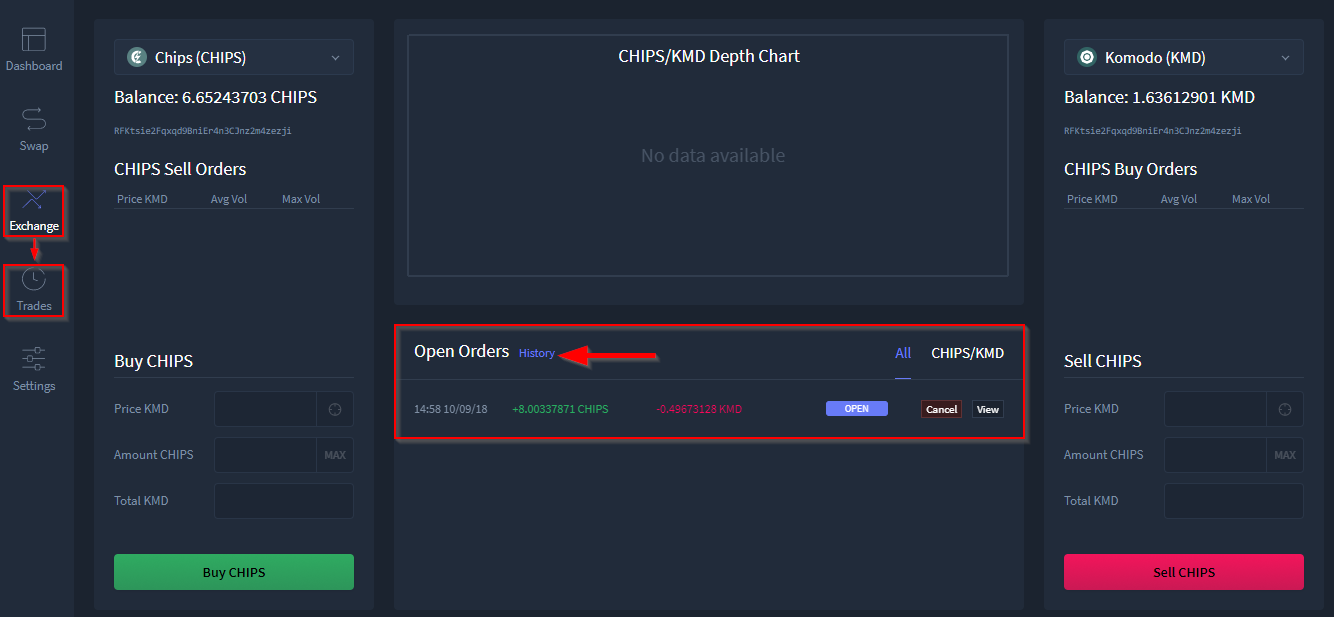 Dashboard
Swap
Exchange
Trades
Settings
Chips (CHIPS)
Balance: 6.65243703 CHIPS
RFKtsie2Fqxqd9BniEr4n3CJnz2m4zezji
CHIPS Sell Orders
Price KMD Avg Vol Max Vol
Buy CHIPS
Price KMD
Amount CHIPS MAX
Total KMD
Buy CHIPS
CHIPS/KMD Depth Chart
No data available
Open Orders History All CHIPS/KMD
14:58 10/09/18 +8.00337871 CHIPS -0.49673128 KMD OPEN Cancel View
Komodo (KMD)
Balance: 1.63612901 KMD
RFKtsie2Fqxqd9BniEr4n3CJnz2m4zezji
CHIPS Buy Orders
Price KMD Avg Vol Max Vol
Sell CHIPS
Price KMD
Amount CHIPS MAX
Total KMD
Sell CHIPS